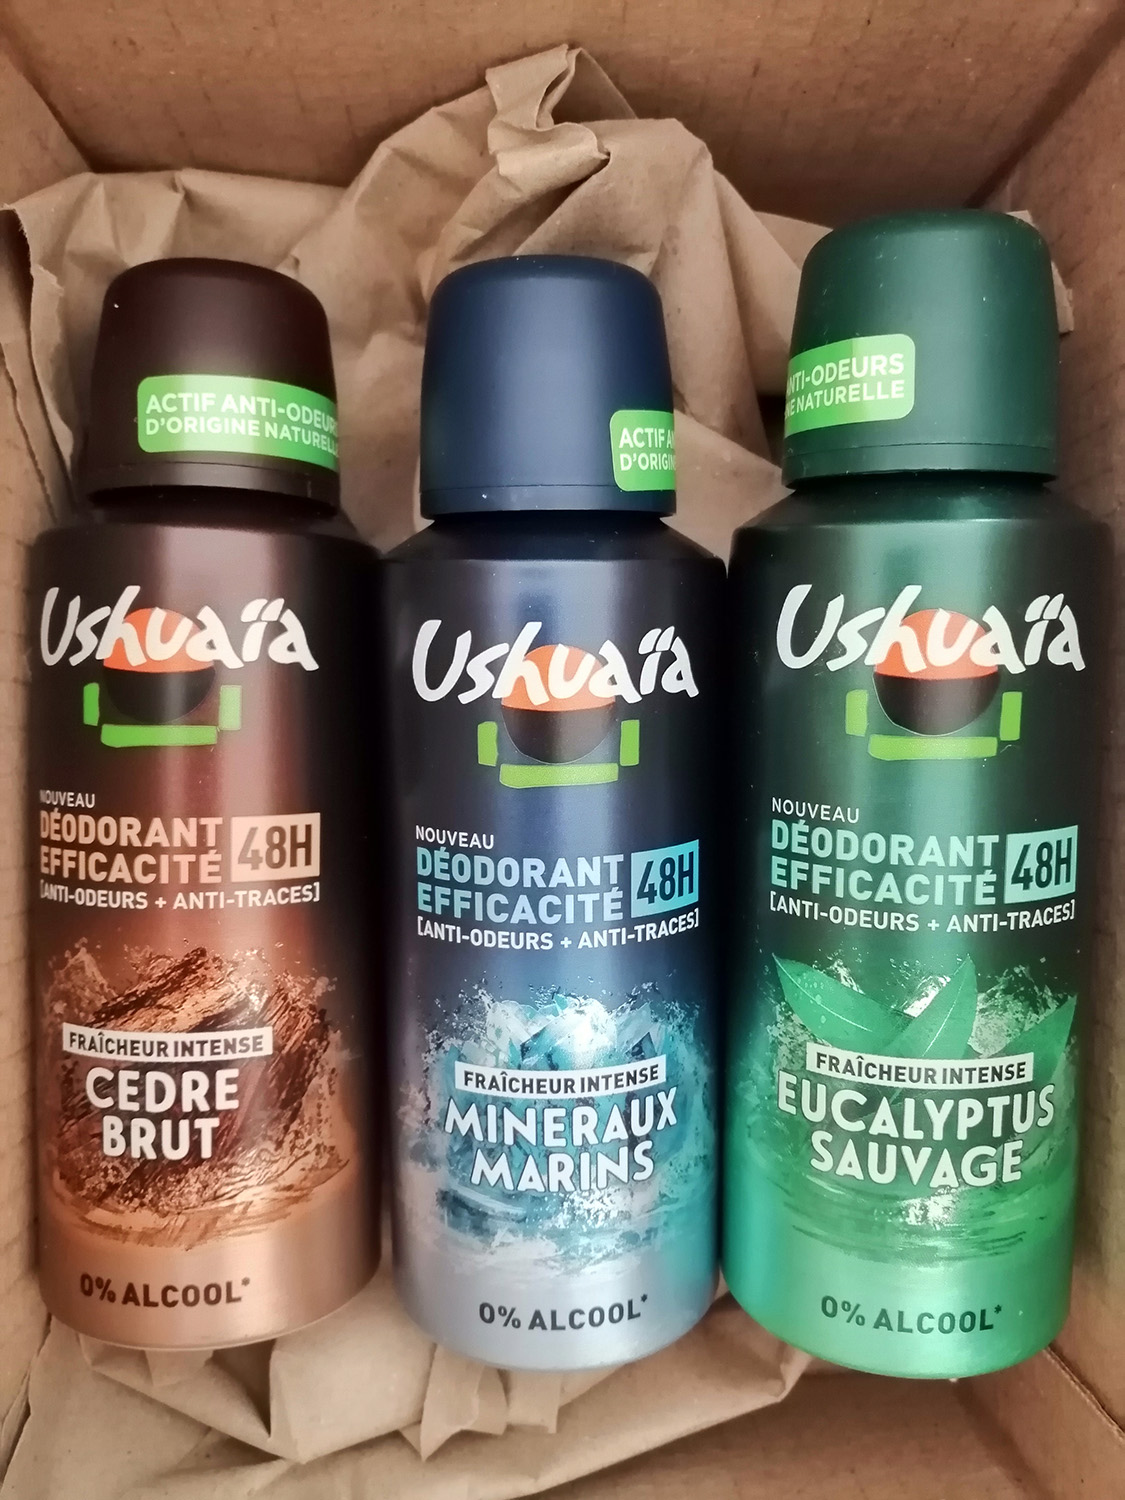 ACTIF ANTI-ODEURS
D'ORIGINE NATURELLE
Ushuaïa
NOUVEAU
DÉODORANT
EFFICACITÉ
48H
[ANTI-ODEURS + ANTI-TRACES]
FRAÎCHEUR INTENSE
CEDRE
BRUT
0% ALCOOL*
ACTIF
D'ORIGIN
Ushuaïa
NOUVEAU
DÉODORANT
EFFICACITÉ
48H
[ANTI-ODEURS + ANTI-TRACES]
FRAÎCHEUR INTENSE
MINERAUX
MARINS
0% ALCOOL*
ANTI-ODEURS
NATURELLE
Ushuaïa
NOUVEAU
DÉODORANT
EFFICACITÉ
48H
[ANTI-ODEURS + ANTI-TRACES]
FRAÎCHEUR INTENSE
EUCALYPTUS
SAUVAGE
0% ALCOOL*